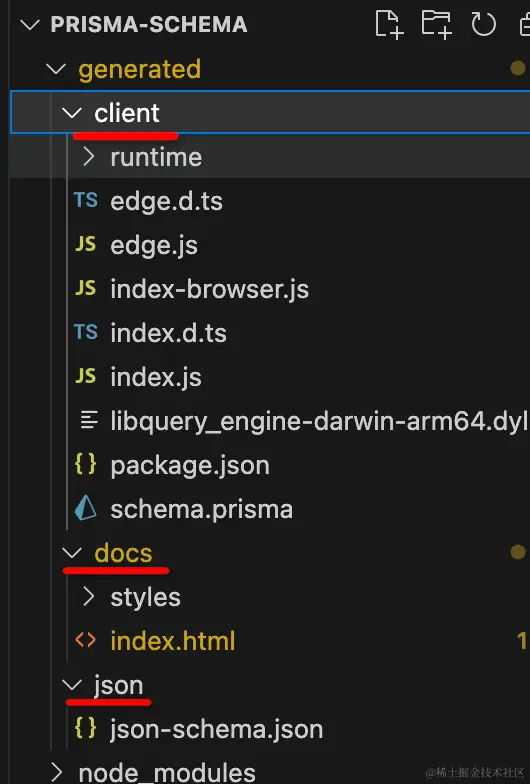 PRISMA-SCHEMA
generated
client
runtime
TS edge.d.ts
JS edge.js
JS index-browser.js
TS index.d.ts
JS index.js
libquery_engine-darwin-arm64.dyl
{} package.json
schema.prisma
docs
styles
<> index.html 1
json
{} json-schema.json
node_modules
@稀土掘金技术社区